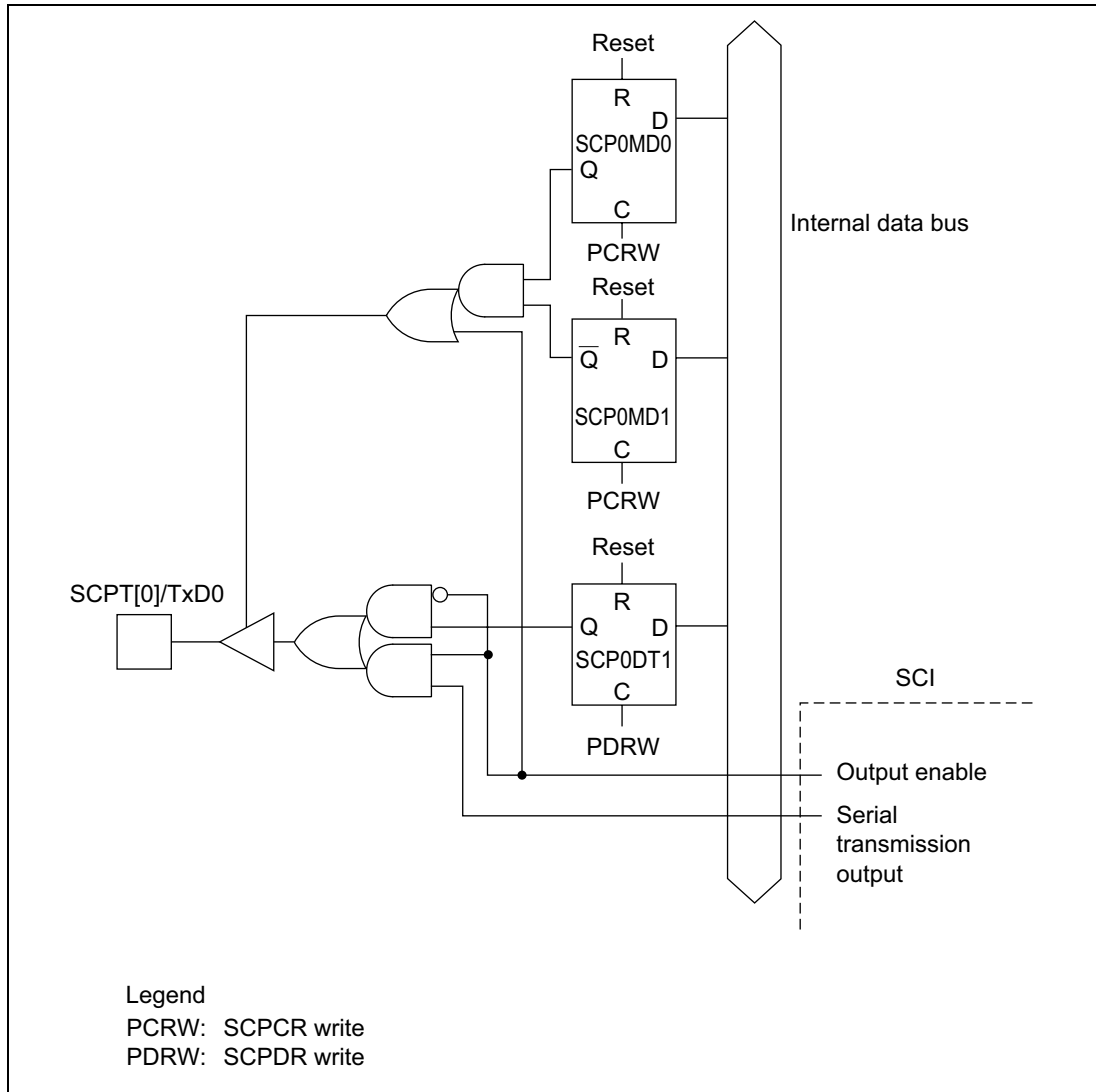 Reset
R
D
SCP0MD0
Q
C
PCRW
Internal data bus
Reset
R
Q
D
SCP0MD1
C
PCRW
Reset
SCPT[0]/TxD0
R
Q
D
SCP0DT1
C
PDRW
SCI
Output enable
Serial
transmission
output
Legend
PCRW: SCPCR write
PDRW: SCPDR write